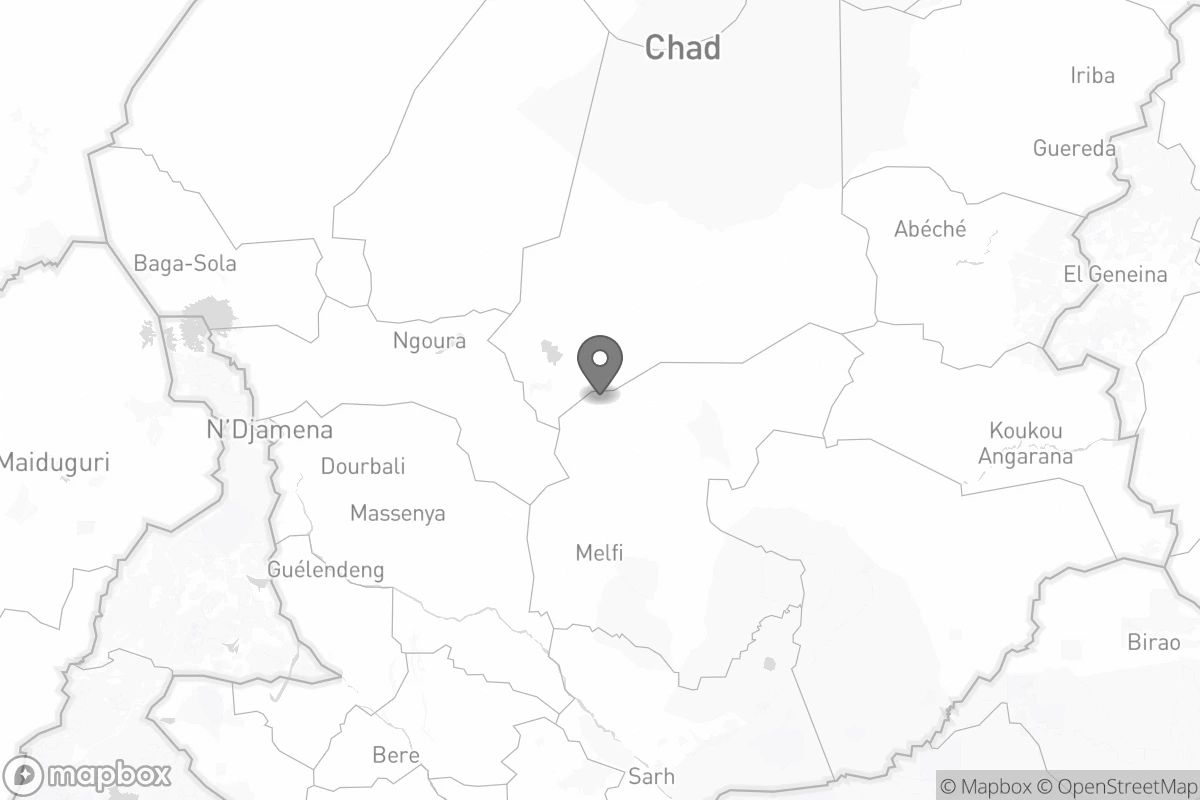 Chad
Iriba
Guereda
Abéché
Baga-Sola
El Geneina
Ngoura
N'Djamena
Koukou
Angarana
Maiduguri
Dourbali
Massenya
Melfi
Guélendeng
Birao
Bere
Sarh
mapbox
© Mapbox © OpenStreetMap